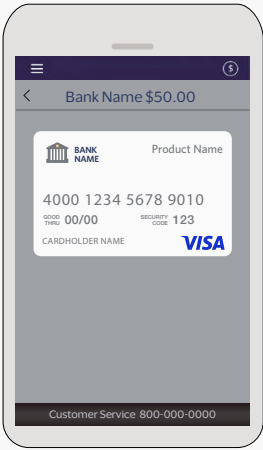 $
Bank Name $50.00
BANK
NAME
Product Name
4000 1234 5678 9010
GOOD
THRU
00/00
SECURITY
CODE
123
CARDHOLDER NAME
VISA
Customer Service 800-000-0000